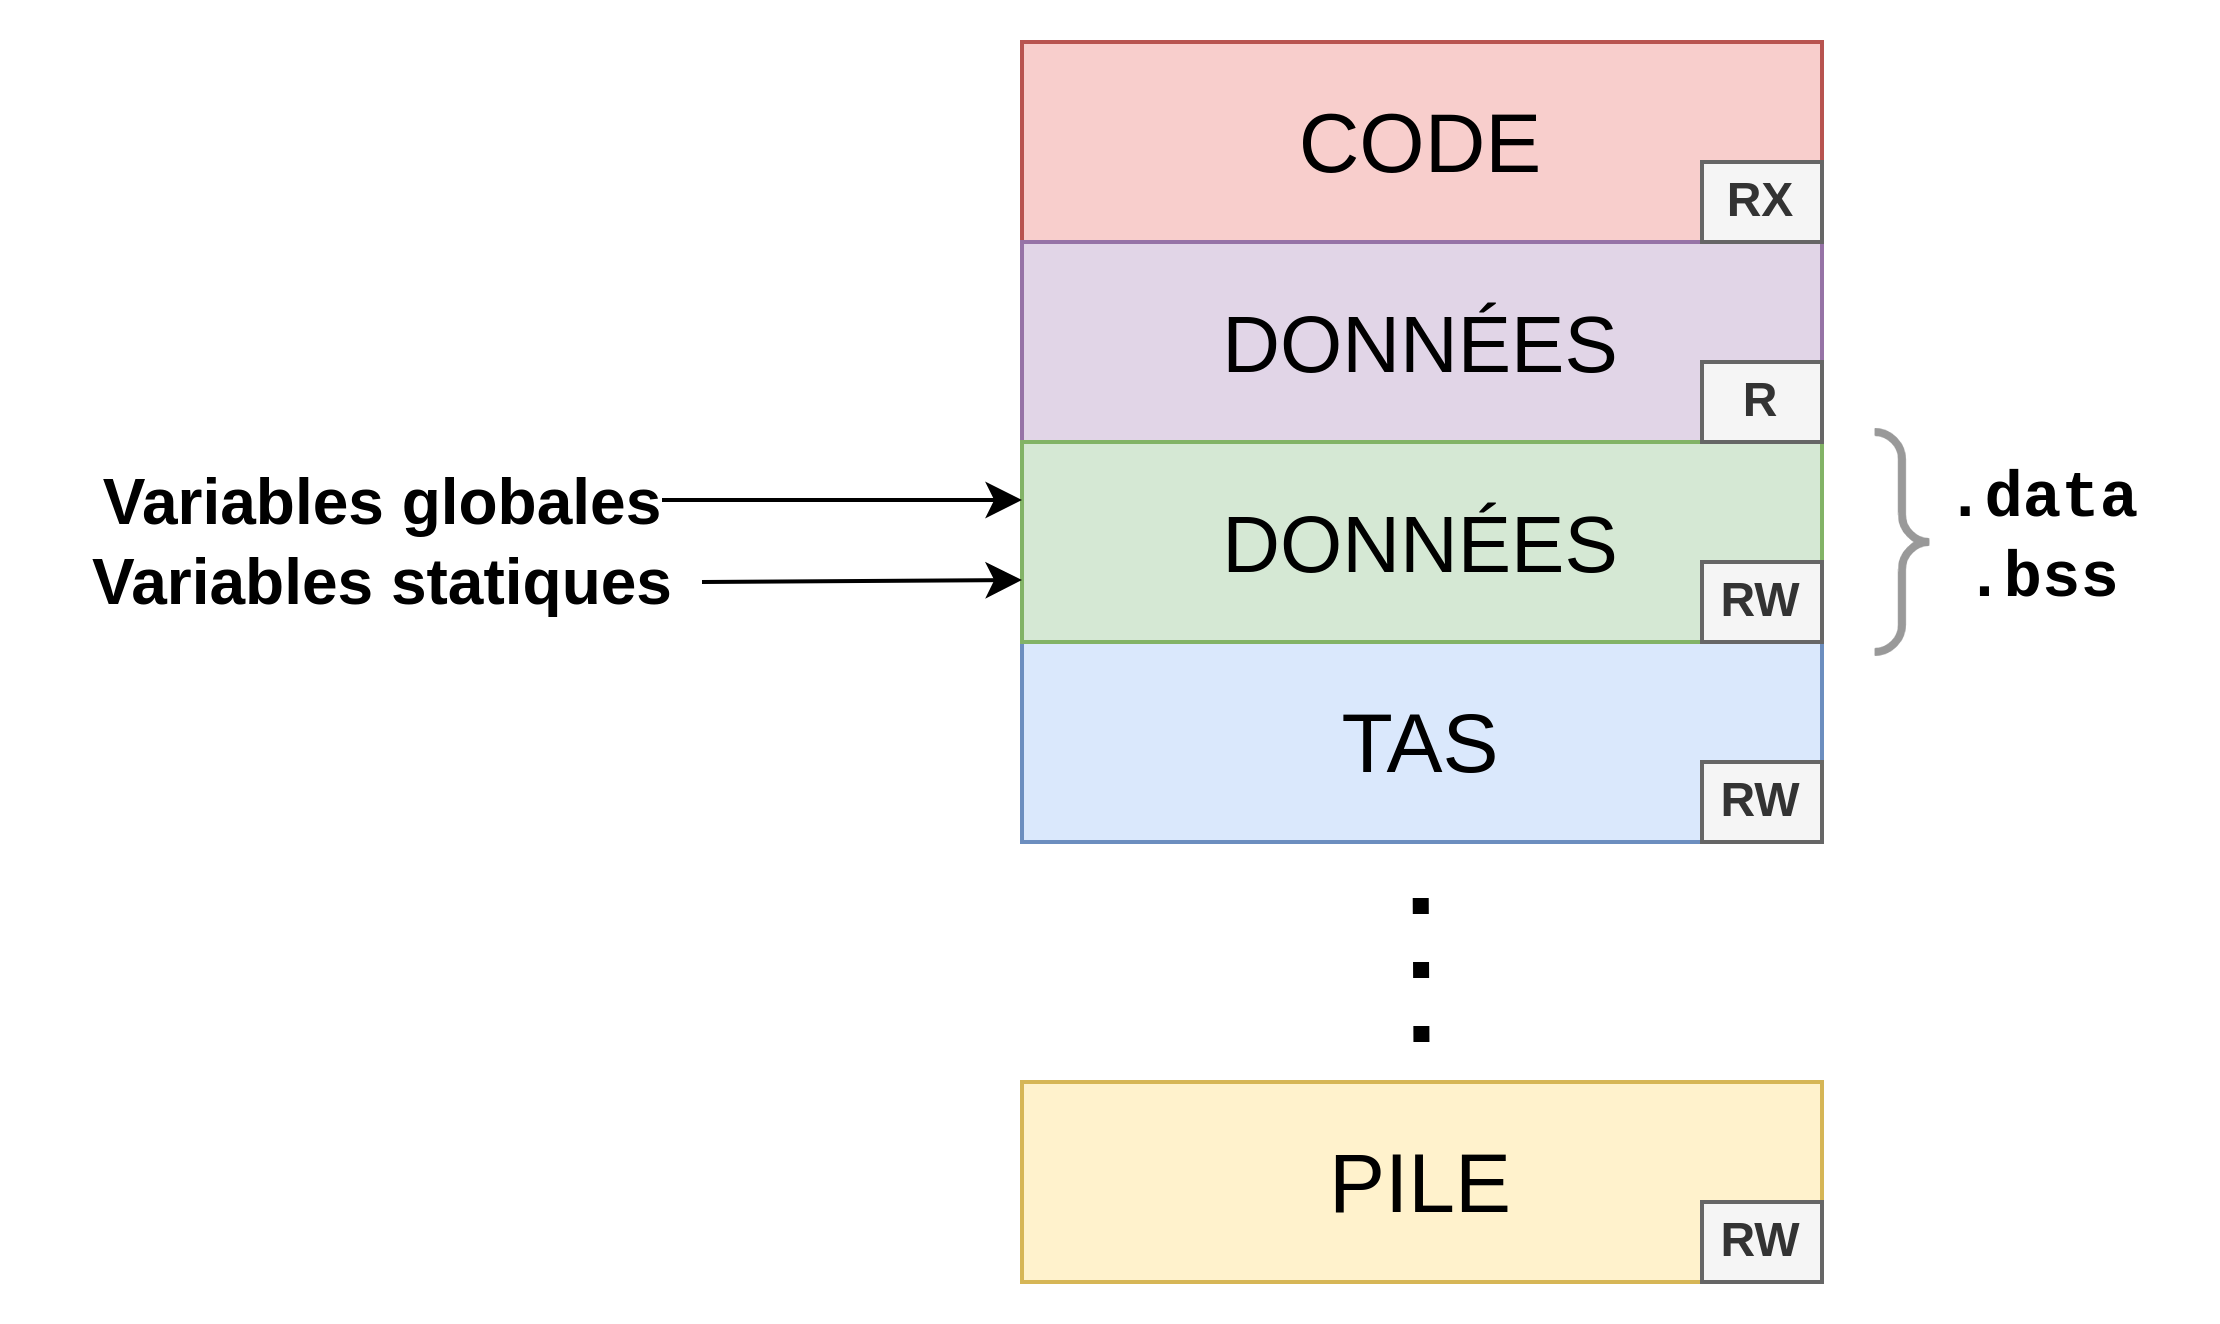 CODE
RX
DONNÉES
R
Variables globales
Variables statiques
DONNÉES
RW
.data
.bss
TAS
RW
PILE
RW